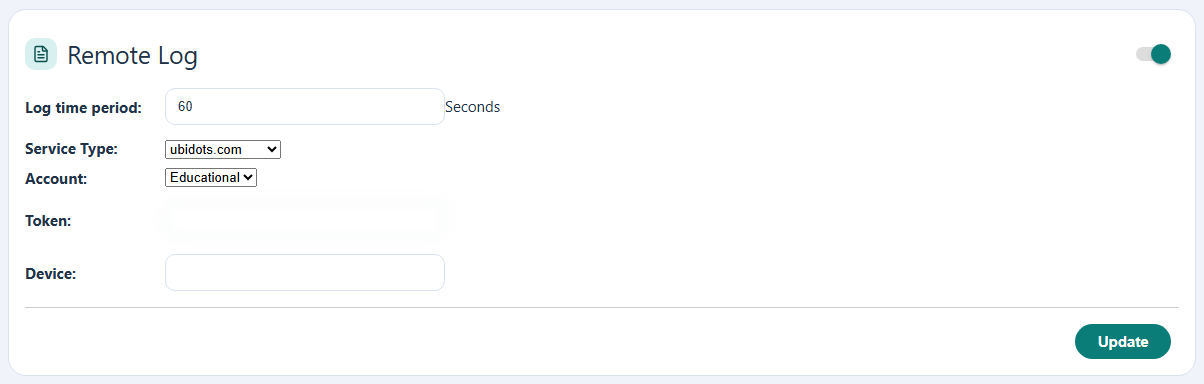 Remote Log
Log time period: 60 Seconds
Service Type: ubidots.com
Account: Educational
Token:
Device:
Update